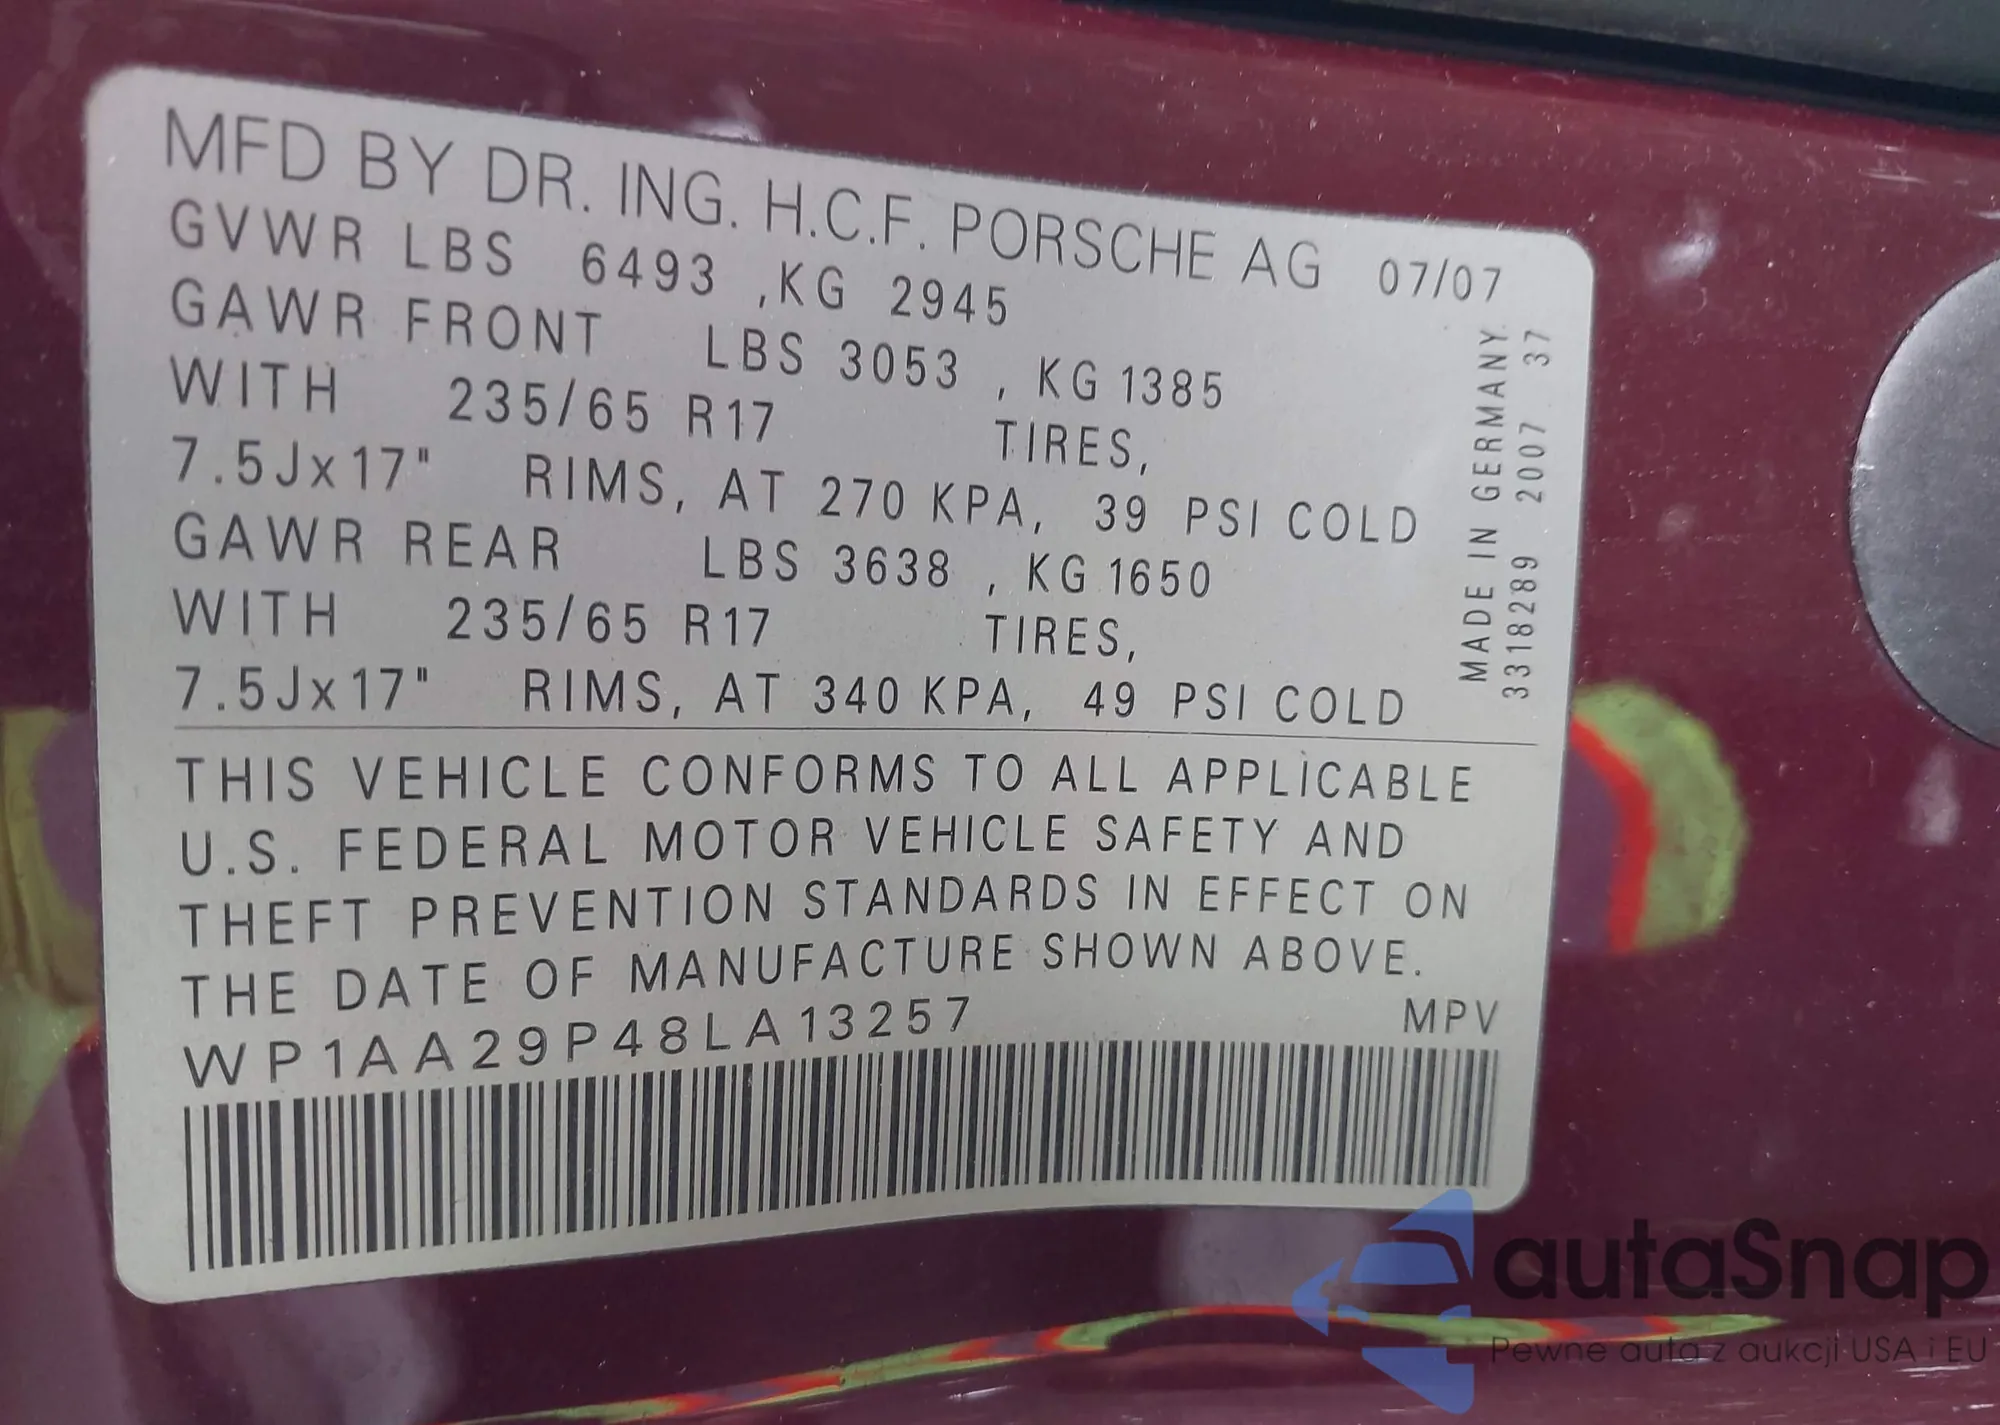 MFD BY DR. ING. H.C.F. PORSCHE AG 07/07
GVWR LBS 6493 ,KG 2945
GAWR FRONT LBS 3053 , KG 1385
WITH 235/65 R17 TIRES,
7.5Jx17" RIMS, AT 270 KPA, 39 PSI COLD
GAWR REAR LBS 3638 , KG 1650
WITH 235/65 R17 TIRES,
7.5Jx17" RIMS, AT 340 KPA, 49 PSI COLD
MADE IN GERMANY
3318289 2007 37
THIS VEHICLE CONFORMS TO ALL APPLICABLE
U.S. FEDERAL MOTOR VEHICLE SAFETY AND
THEFT PREVENTION STANDARDS IN EFFECT ON
THE DATE OF MANUFACTURE SHOWN ABOVE.
WP1AA29P48LA13257 MPV
autaSnap
Pewne auta z aukcji USA i EU